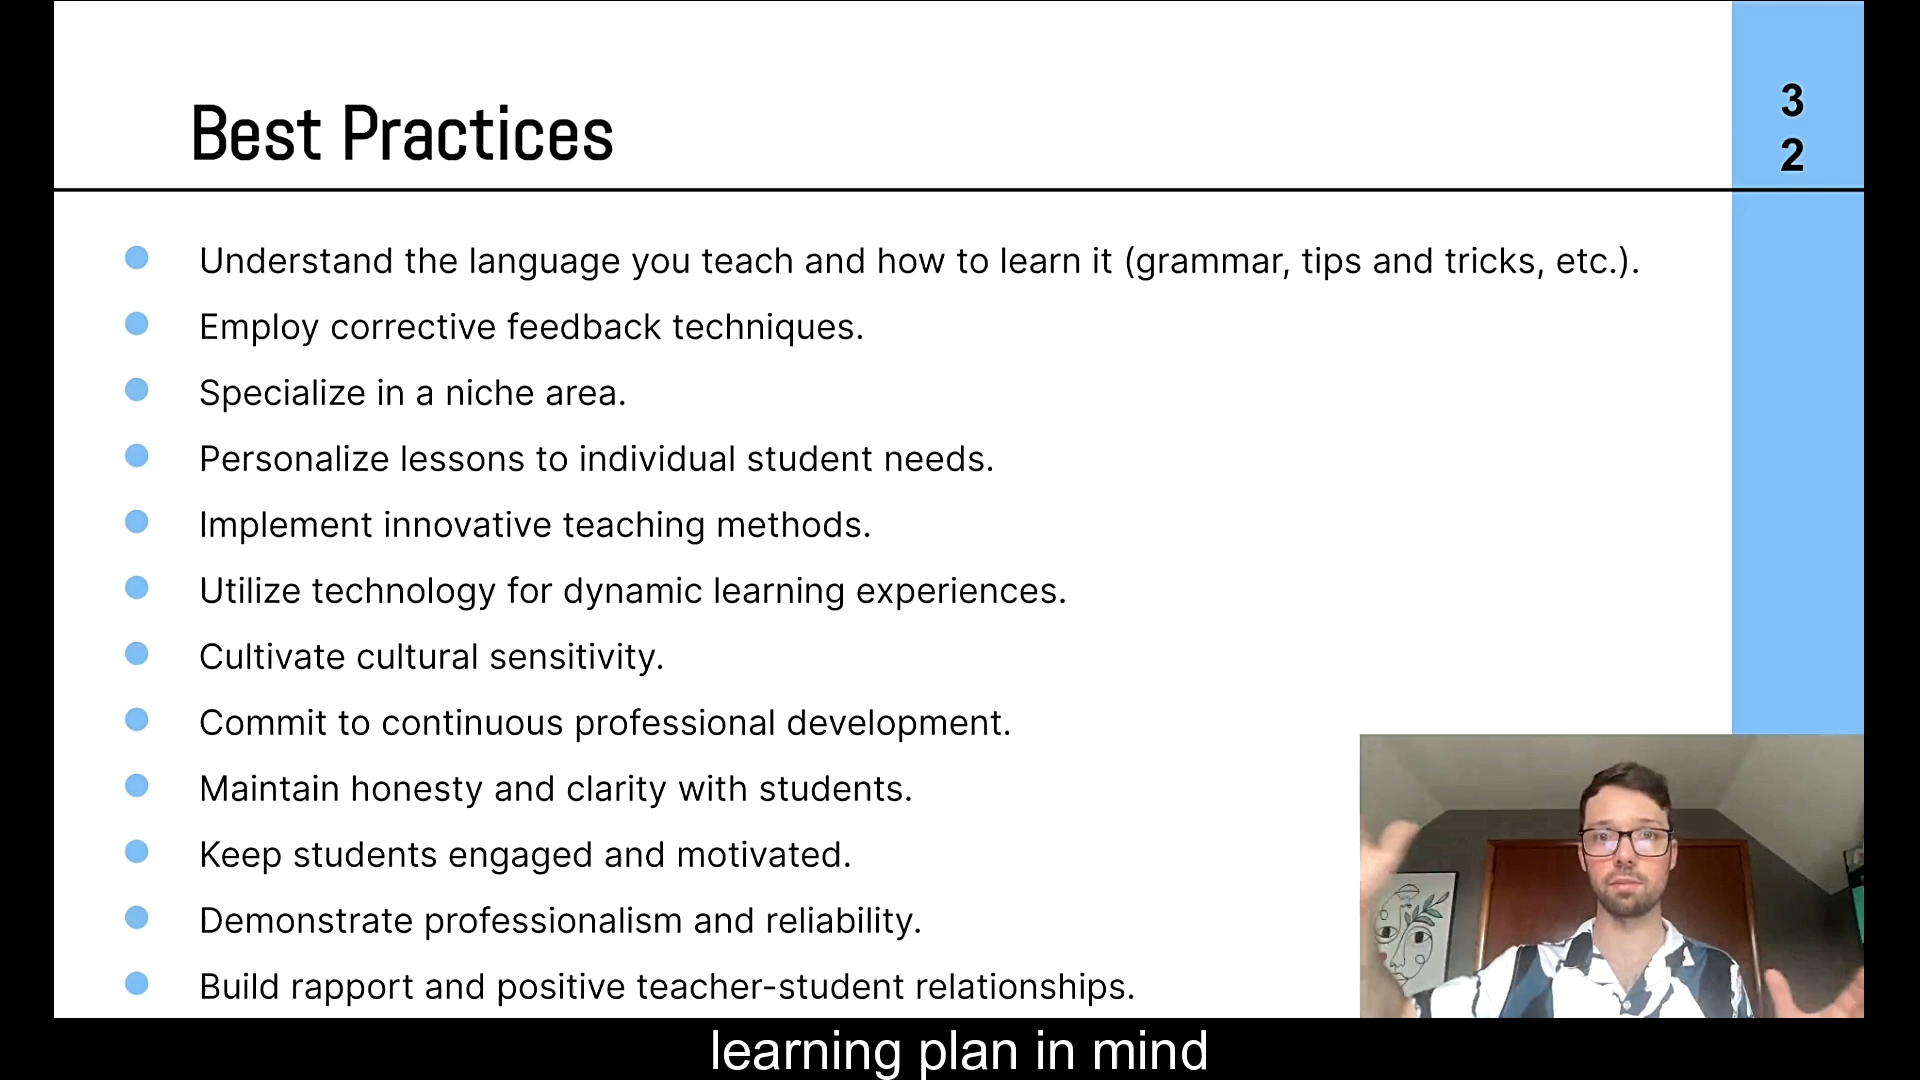 Best Practices
3
2
Understand the language you teach and how to learn it (grammar, tips and tricks, etc.).
Employ corrective feedback techniques.
Specialize in a niche area.
Personalize lessons to individual student needs.
Implement innovative teaching methods.
Utilize technology for dynamic learning experiences.
Cultivate cultural sensitivity.
Commit to continuous professional development.
Maintain honesty and clarity with students.
Keep students engaged and motivated.
Demonstrate professionalism and reliability.
Build rapport and positive teacher-student relationships.
learning plan in mind